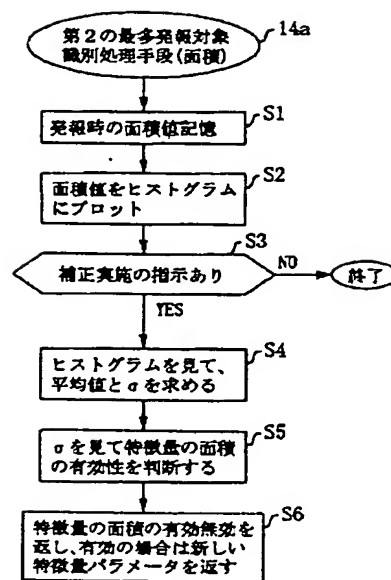 第2の最多発報対象
識別処理手段(面積)
14a
発報時の面積値記憶
S1
面積値をヒストグラム
にプロット
S2
補正実施の指示あり
S3
NO
終了
YES
ヒストグラムを見て、
平均値とσを求める
S4
σを見て特徴量の面積
の有効性を判断する
S5
特徴量の面積の有効無効を
返し、有効の場合は新しい
特徴量パラメータを返す
S6